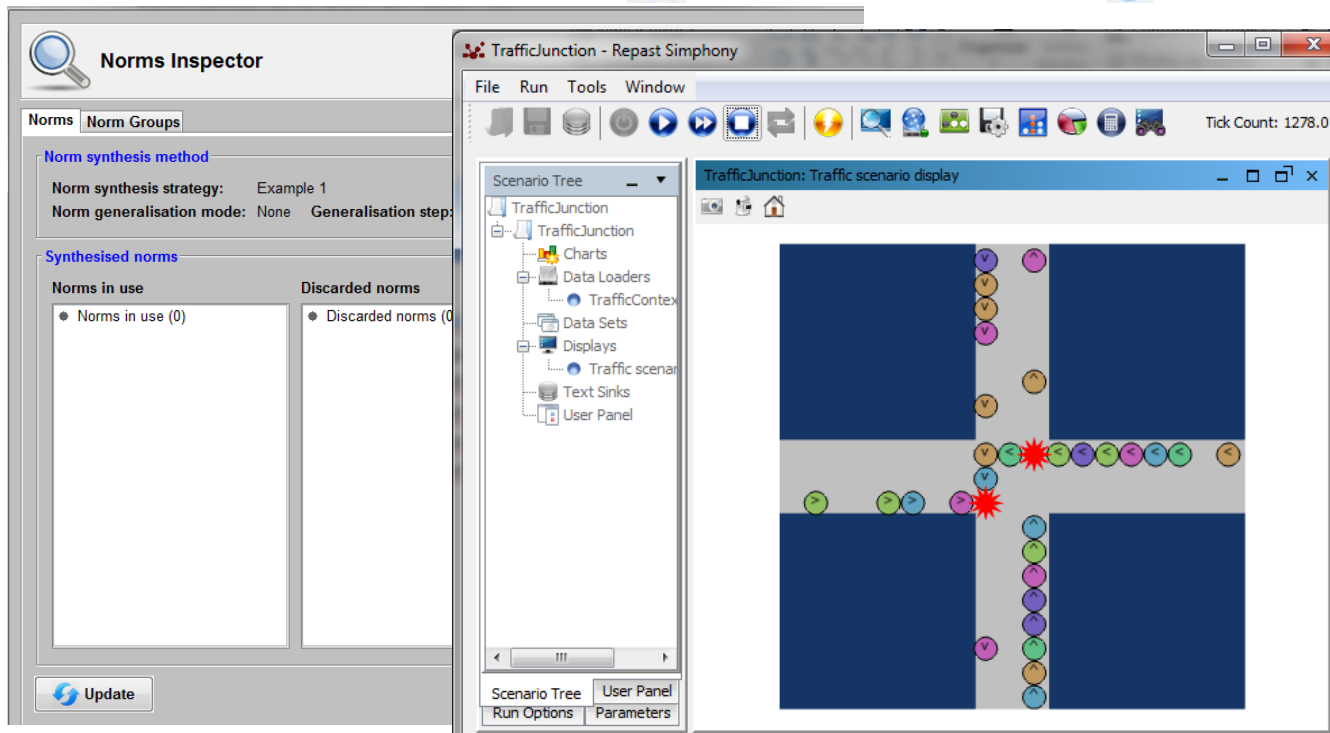 Norms Inspector
Norms Norm Groups
Norm synthesis method
Norm synthesis strategy: Example 1
Norm generalisation mode: None Generalisation step:
Synthesised norms
Norms in use Discarded norms
Norms in use (0) Discarded norms (0
Update
TrafficJunction - Repast Simphony
File Run Tools Window
Tick Count: 1278.0
Scenario Tree
TrafficJunction
TrafficJunction
Charts
Data Loaders
TrafficContex
Data Sets
Displays
Traffic scenar
Text Sinks
User Panel
Scenario Tree User Panel
Run Options Parameters
TrafficJunction: Traffic scenario display